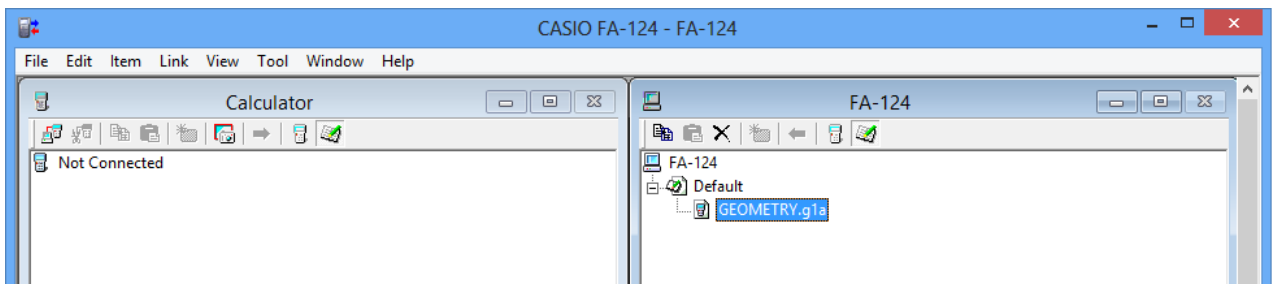 CASIO FA-124 - FA-124
File Edit Item Link View Tool Window Help
Calculator
Not Connected
FA-124
FA-124
Default
GEOMETRY.g1a